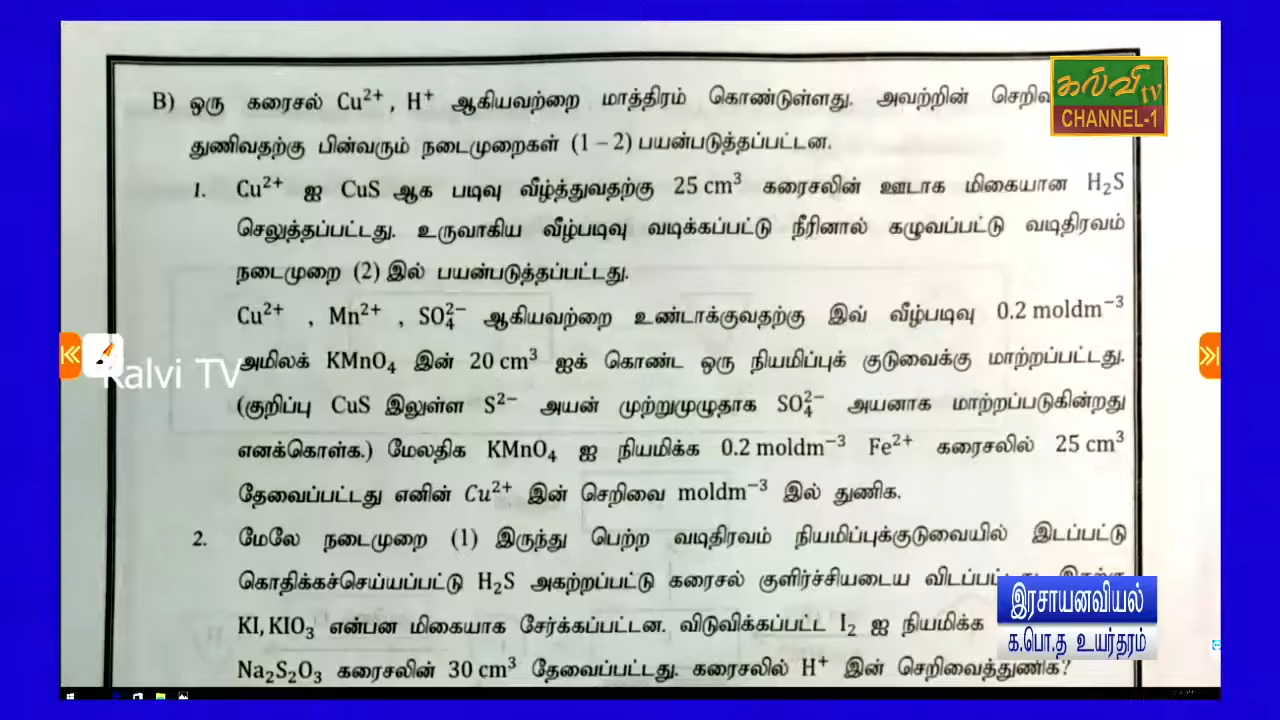 B) ஒரு கரைசல் Cu²⁺ , H⁺ ஆகியவற்றை மாத்திரம் கொண்டுள்ளது. அவற்றின்
துணிவதற்கு பின்வரும் நடைமுறைகள் (1 – 2) பயன்படுத்தப்பட்டன.
1. Cu²⁺ ஐ CuS ஆக படிவு வீழ்த்துவதற்கு 25 cm³ கரைசலின் ஊடாக மிகையான H₂S
செலுத்தப்பட்டது. உருவாகிய வீழ்படிவு வடிக்கப்பட்டு நீரினால் கழுவப்பட்டு வடிதிரவம்
நடைமுறை (2) இல் பயன்படுத்தப்பட்டது.
Cu²⁺ , Mn²⁺ , SO₄²⁻ ஆகியவற்றை உண்டாக்குவதற்கு இவ் வீழ்படிவு 0.2 moldm⁻³
அமிலக் KMnO₄ இன் 20 cm³ ஐக் கொண்ட ஒரு நியமிப்புக் குடுவைக்கு மாற்றப்பட்டது.
(குறிப்பு CuS இலுள்ள S²⁻ அயன் முற்றுமுழுதாக SO₄²⁻ அயனாக மாற்றப்படுகின்றது
எனக்கொள்க.) மேலதிக KMnO₄ ஐ நியமிக்க 0.2 moldm⁻³ Fe²⁺ கரைசலில் 25 cm³
தேவைப்பட்டது எனின் Cu²⁺ இன் செறிவை moldm⁻³ இல் துணிக.
2. மேலே நடைமுறை (1) இருந்து பெற்ற வடிதிரவம் நியமிப்புக்குடுவையில் இடப்பட்டு
கொதிக்கச்செய்யப்பட்டு H₂S அகற்றப்பட்டு கரைசல் குளிர்ச்சியடைய
KI, KIO₃ என்பன மிகையாக சேர்க்கப்பட்டன. விடுவிக்கப்பட்ட I₂ ஐ நியமிக்க
Na₂S₂O₃ கரைசலின் 30 cm³ தேவைப்பட்டது. கரைசலில் H⁺ இன் செறிவைத்துணிக?
கல்வி tv
CHANNEL-1
Kalvi TV
இரசாயனவியல்
க.பொ.த உயர்தரம்